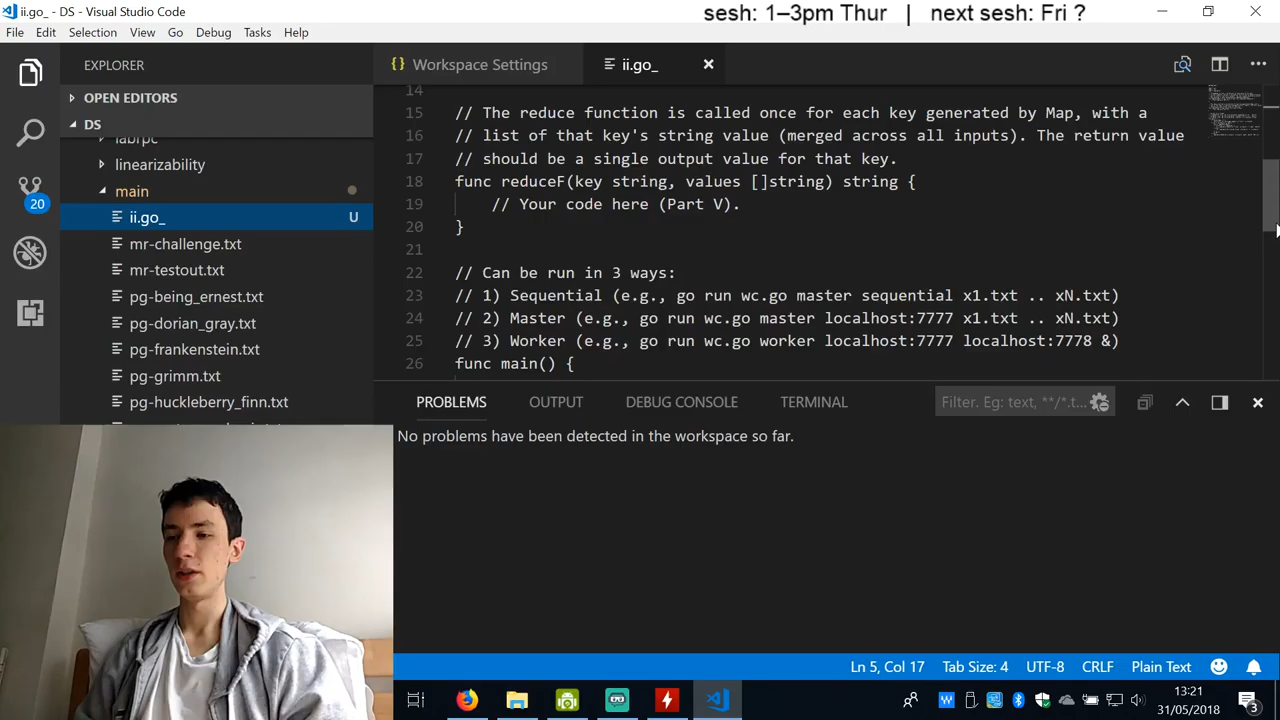 ii.go_ - DS - Visual Studio Code
sesh: 1–3pm Thur | next sesh: Fri ?
File Edit Selection View Go Debug Tasks Help
EXPLORER
OPEN EDITORS
DS
labrpc
linearizability
main
ii.go_ U
mr-challenge.txt
mr-testout.txt
pg-being_ernest.txt
pg-dorian_gray.txt
pg-frankenstein.txt
pg-grimm.txt
pg-huckleberry_finn.txt
20
{} Workspace Settings
ii.go_
14
15 // The reduce function is called once for each key generated by Map, with a
16 // list of that key's string value (merged across all inputs). The return value
17 // should be a single output value for that key.
18 func reduceF(key string, values []string) string {
19 // Your code here (Part V).
20 }
21
22 // Can be run in 3 ways:
23 // 1) Sequential (e.g., go run wc.go master sequential x1.txt .. xN.txt)
24 // 2) Master (e.g., go run wc.go master localhost:7777 x1.txt .. xN.txt)
25 // 3) Worker (e.g., go run wc.go worker localhost:7777 localhost:7778 &)
26 func main() {
PROBLEMS OUTPUT DEBUG CONSOLE TERMINAL
Filter. Eg: text, **/*.t...
No problems have been detected in the workspace so far.
Ln 5, Col 17 Tab Size: 4 UTF-8 CRLF Plain Text
13:21
31/05/2018
3